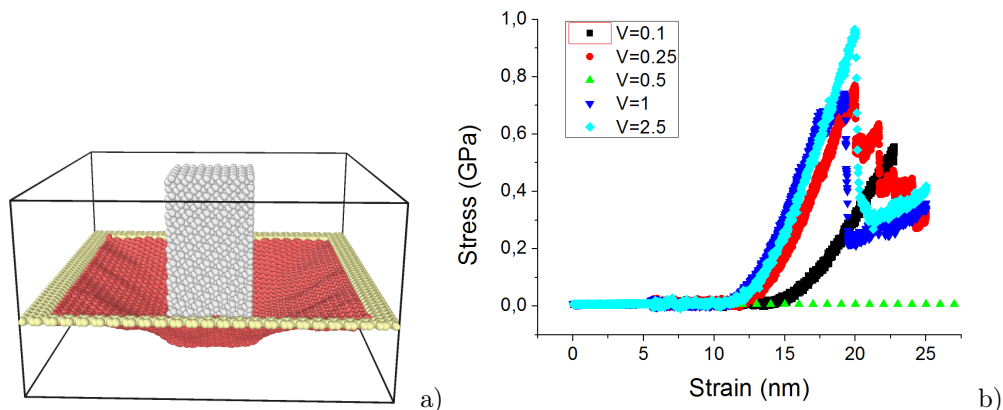 a)
b)
Stress (GPa)
1,0
0,8
0,6
0,4
0,2
0,0
V=0.1
V=0.25
V=0.5
V=1
V=2.5
0 5 10 15 20 25
Strain (nm)